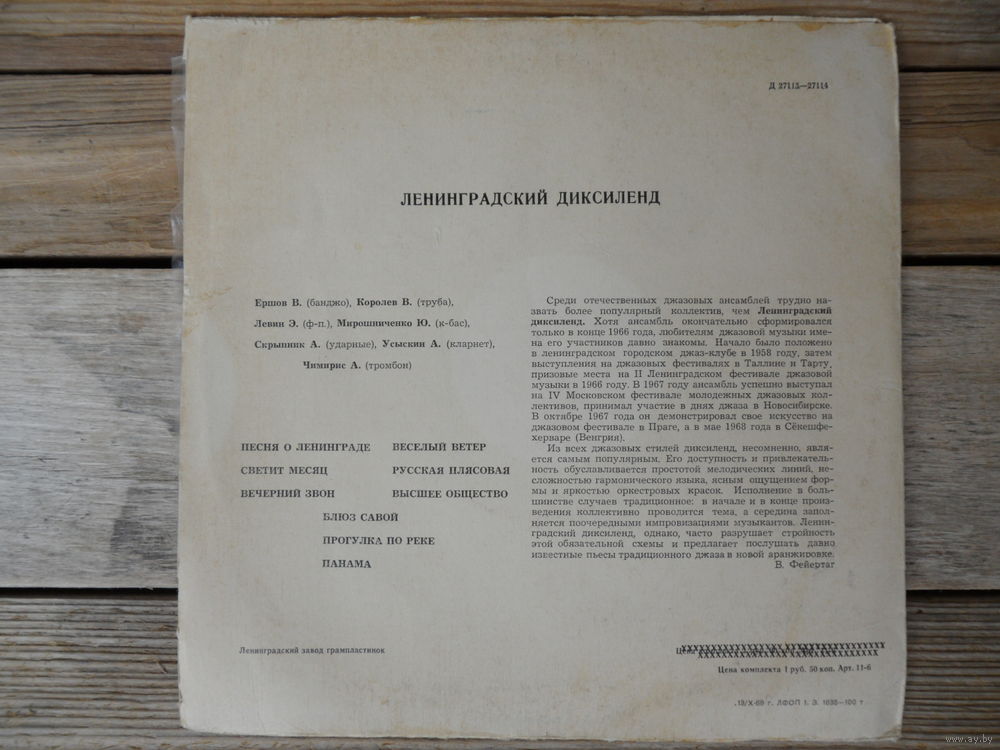 Д 27113—27114
ЛЕНИНГРАДСКИЙ ДИКСИЛЕНД
Ершов В. (банджо), Королев В. (труба),
Левин Э. (ф-п.), Мирошниченко Ю. (к-бас),
Скрыпник А. (ударные), Усыскин А. (кларнет),
Чимирис А. (тромбон)
ПЕСНЯ О ЛЕНИНГРАДЕ ВЕСЕЛЫЙ ВЕТЕР
СВЕТИТ МЕСЯЦ РУССКАЯ ПЛЯСОВАЯ
ВЕЧЕРНИЙ ЗВОН ВЫСШЕЕ ОБЩЕСТВО
БЛЮЗ САВОЙ
ПРОГУЛКА ПО РЕКЕ
ПАНАМА
Среди отечественных джазовых ансамблей трудно на-
звать более популярный коллектив, чем Ленинградский
диксиленд. Хотя ансамбль окончательно сформировался
только в конце 1966 года, любителям джазовой музыки име-
на его участников давно знакомы. Начало было положено
в ленинградском городском джаз-клубе в 1958 году, затем
выступления на джазовых фестивалях в Таллине и Тарту,
призовые места на II Ленинградском фестивале джазовой
музыки в 1966 году. В 1967 году ансамбль успешно выступал
на IV Московском фестивале молодежных джазовых кол-
лективов, принимал участие в днях джаза в Новосибирске.
В октябре 1967 года он демонстрировал свое искусство на
джазовом фестивале в Праге, а в мае 1968 года в Сёкешфе-
херваре (Венгрия).
Из всех джазовых стилей диксиленд, несомненно, явля-
ется самым популярным. Его доступность и привлекатель-
ность обуславливается простотой мелодических линий, не-
сложностью гармонического языка, ясным ощущением фор-
мы и яркостью оркестровых красок. Исполнение в боль-
шинстве случаев традиционное: в начале и в конце произ-
ведения коллективно проводится тема, а середина запол-
няется поочередными импровизациями музыкантов. Ленин-
градский диксиленд, однако, часто разрушает стройность
этой обязательной схемы и предлагает послушать давно
известные пьесы традиционного джаза в новой аранжировке.
В. Фейертаг
Ленинградский завод грампластинок
Цена комплекта 1 руб. 50 коп. Арт. 11-6
13/X-69 г. ЛФОП 1. З. 1635—100 т
www.ay.by